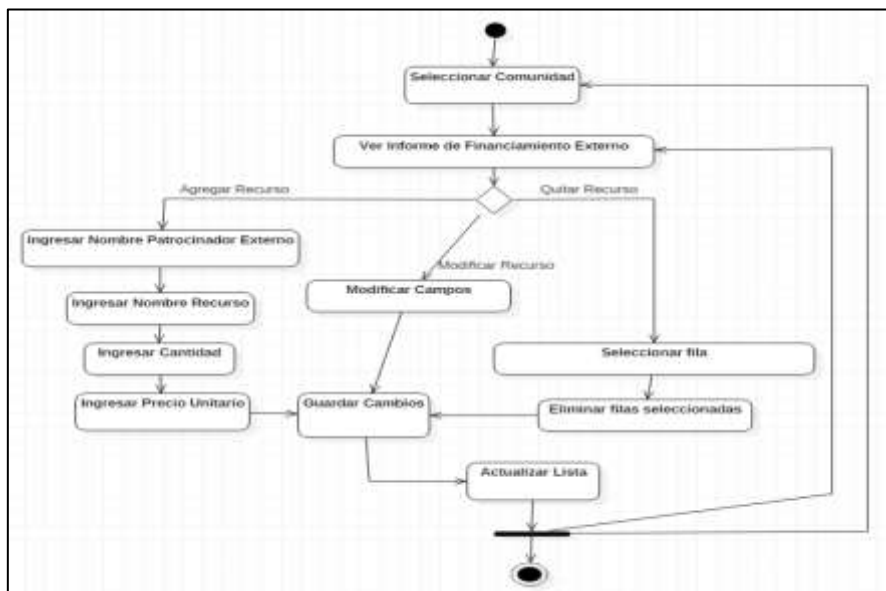 Seleccionar Comunidad
Ver Informe de Financiamiento Externo
Agregar Recurso
Quitar Recurso
Ingresar Nombre Patrocinador Externo
Modificar Recurso
Modificar Campos
Ingresar Nombre Recurso
Ingresar Cantidad
Seleccionar fila
Ingresar Precio Unitario
Guardar Cambios
Eliminar filas seleccionadas
Actualizar Lista